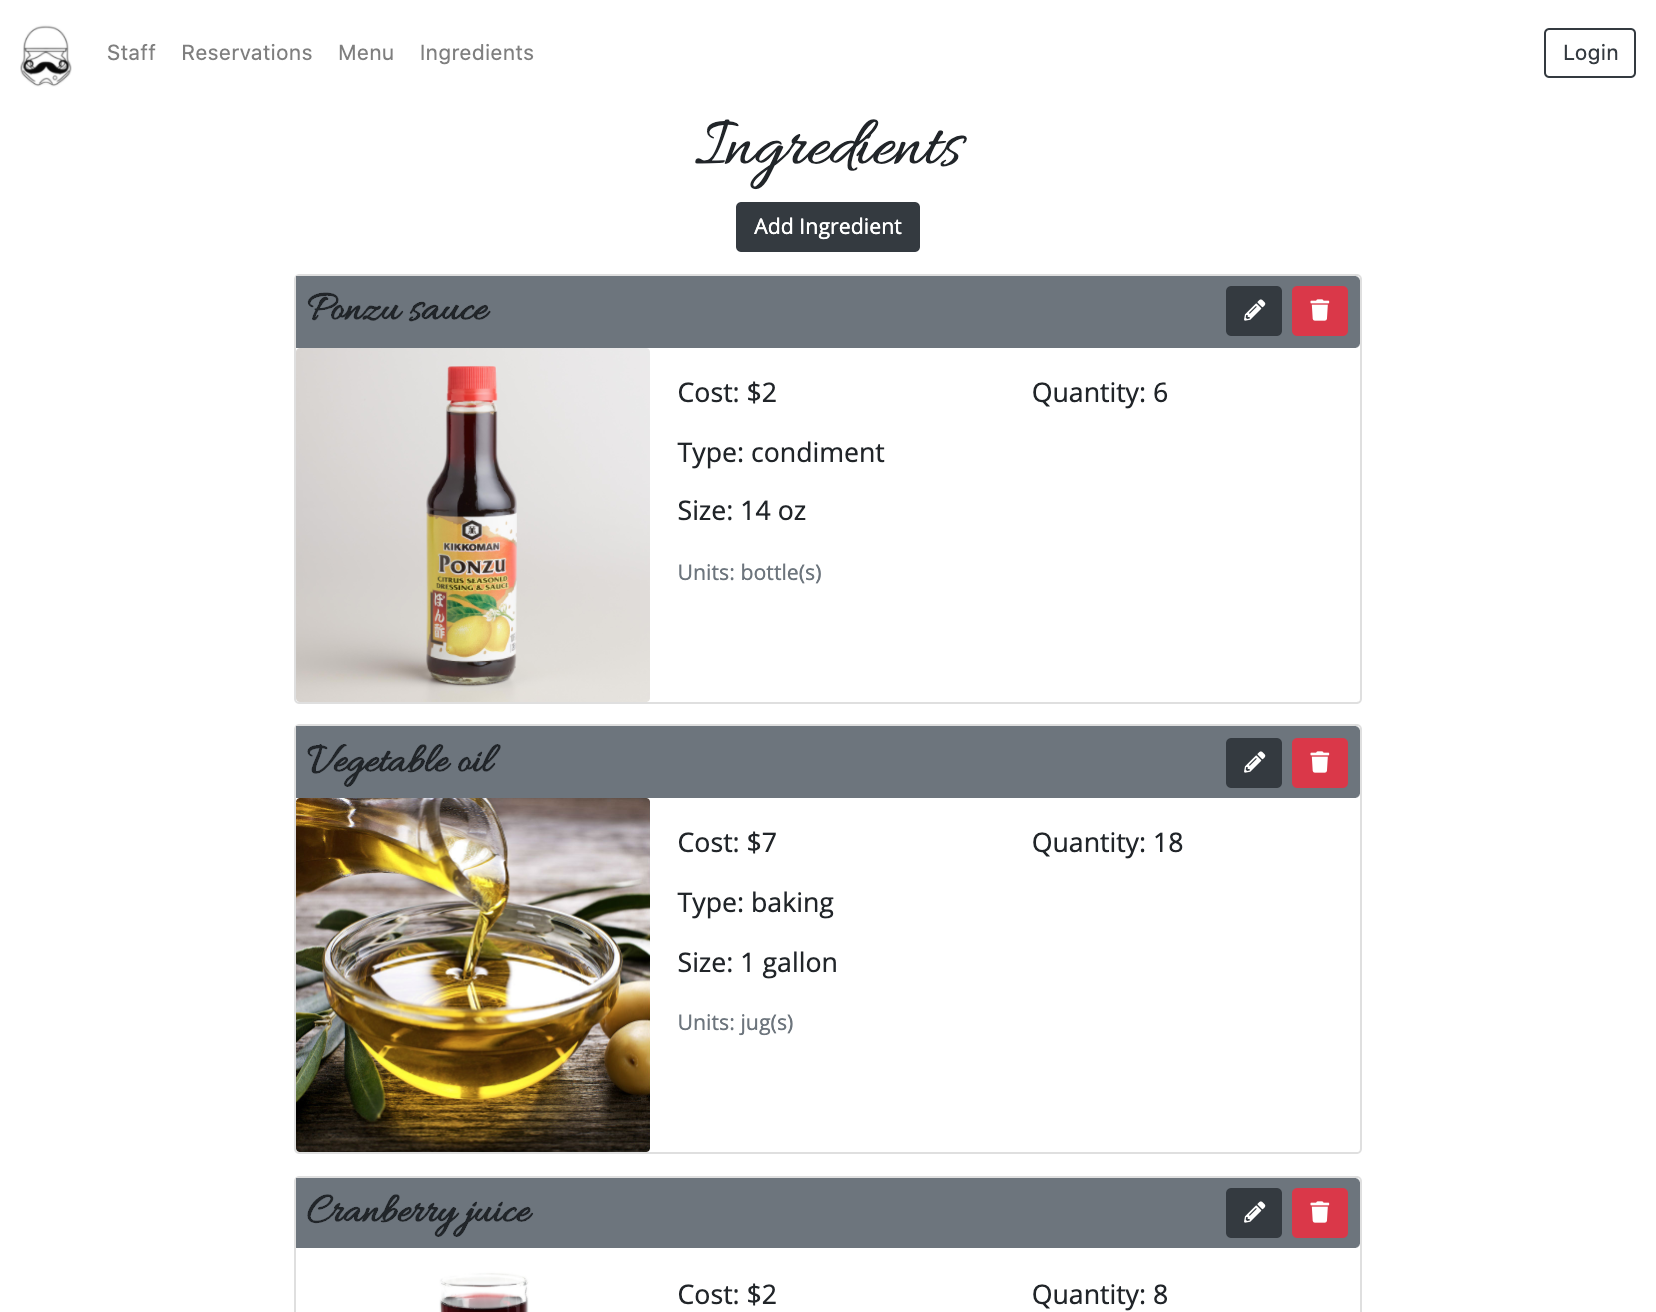 Staff Reservations Menu Ingredients Login
Ingredients
Add Ingredient
Ponzu sauce
KIKKOMAN
PONZU
CITRUS SEASONED
DRESSING & SAUCE
ぽん酢
Cost: $2 Quantity: 6
Type: condiment
Size: 14 oz
Units: bottle(s)
Vegetable oil
Cost: $7 Quantity: 18
Type: baking
Size: 1 gallon
Units: jug(s)
Cranberry juice
Cost: $2 Quantity: 8